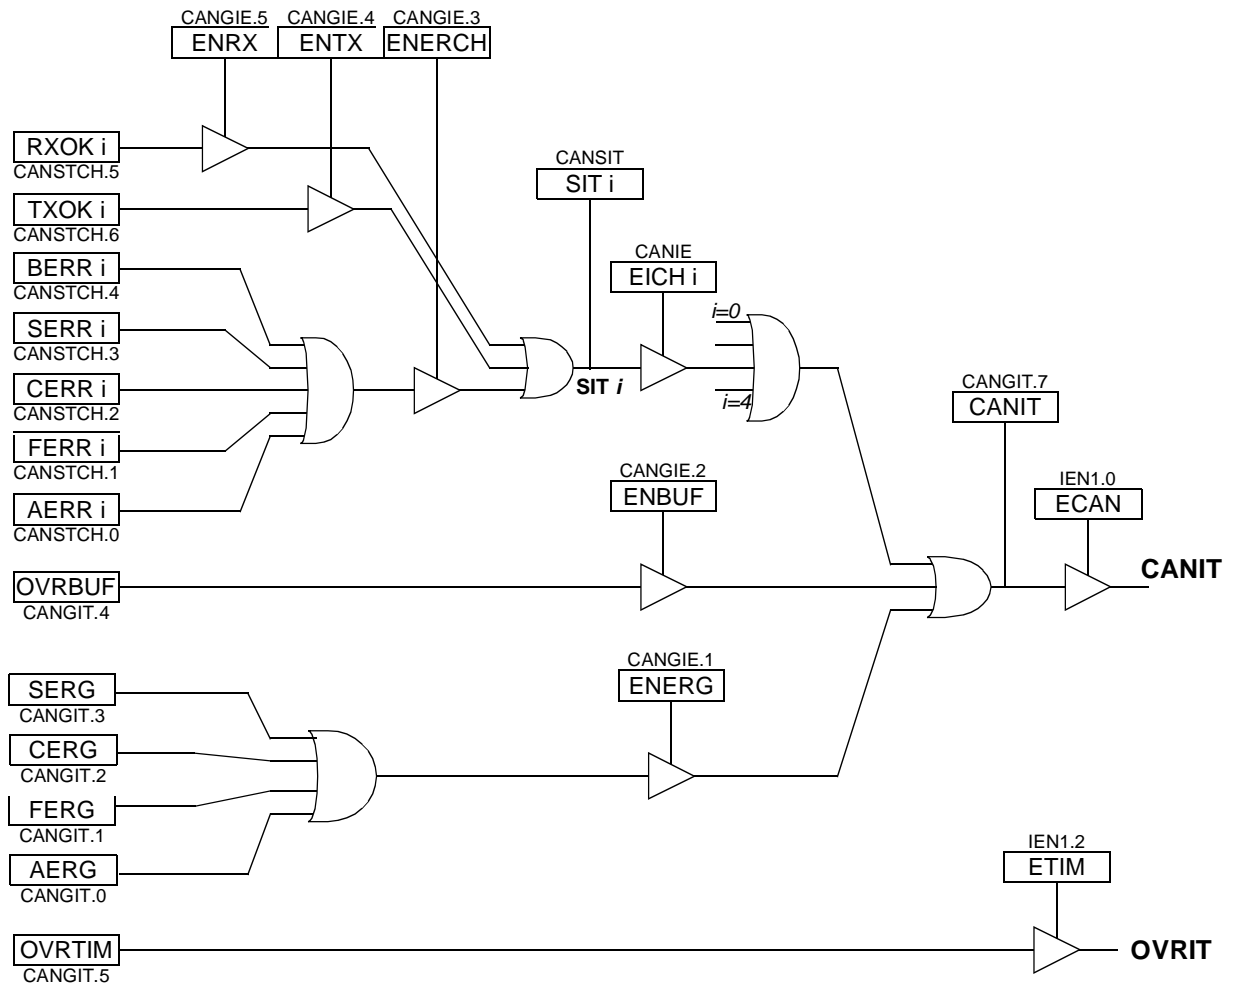 CANGIE.5 CANGIE.4 CANGIE.3
ENRX ENTX ENERCH
RXOK i
CANSTCH.5
TXOK i
CANSTCH.6
BERR i
CANSTCH.4
SERR i
CANSTCH.3
CERR i
CANSTCH.2
FERR i
CANSTCH.1
AERR i
CANSTCH.0
CANSIT
SIT i
SIT i
CANIE
EICH i
i=0
i=4
CANGIT.7
CANIT
CANGIE.2
ENBUF
IEN1.0
ECAN
CANIT
OVRBUF
CANGIT.4
CANGIE.1
ENERG
SERG
CANGIT.3
CERG
CANGIT.2
FERG
CANGIT.1
AERG
CANGIT.0
IEN1.2
ETIM
OVRTIM
CANGIT.5
OVRIT